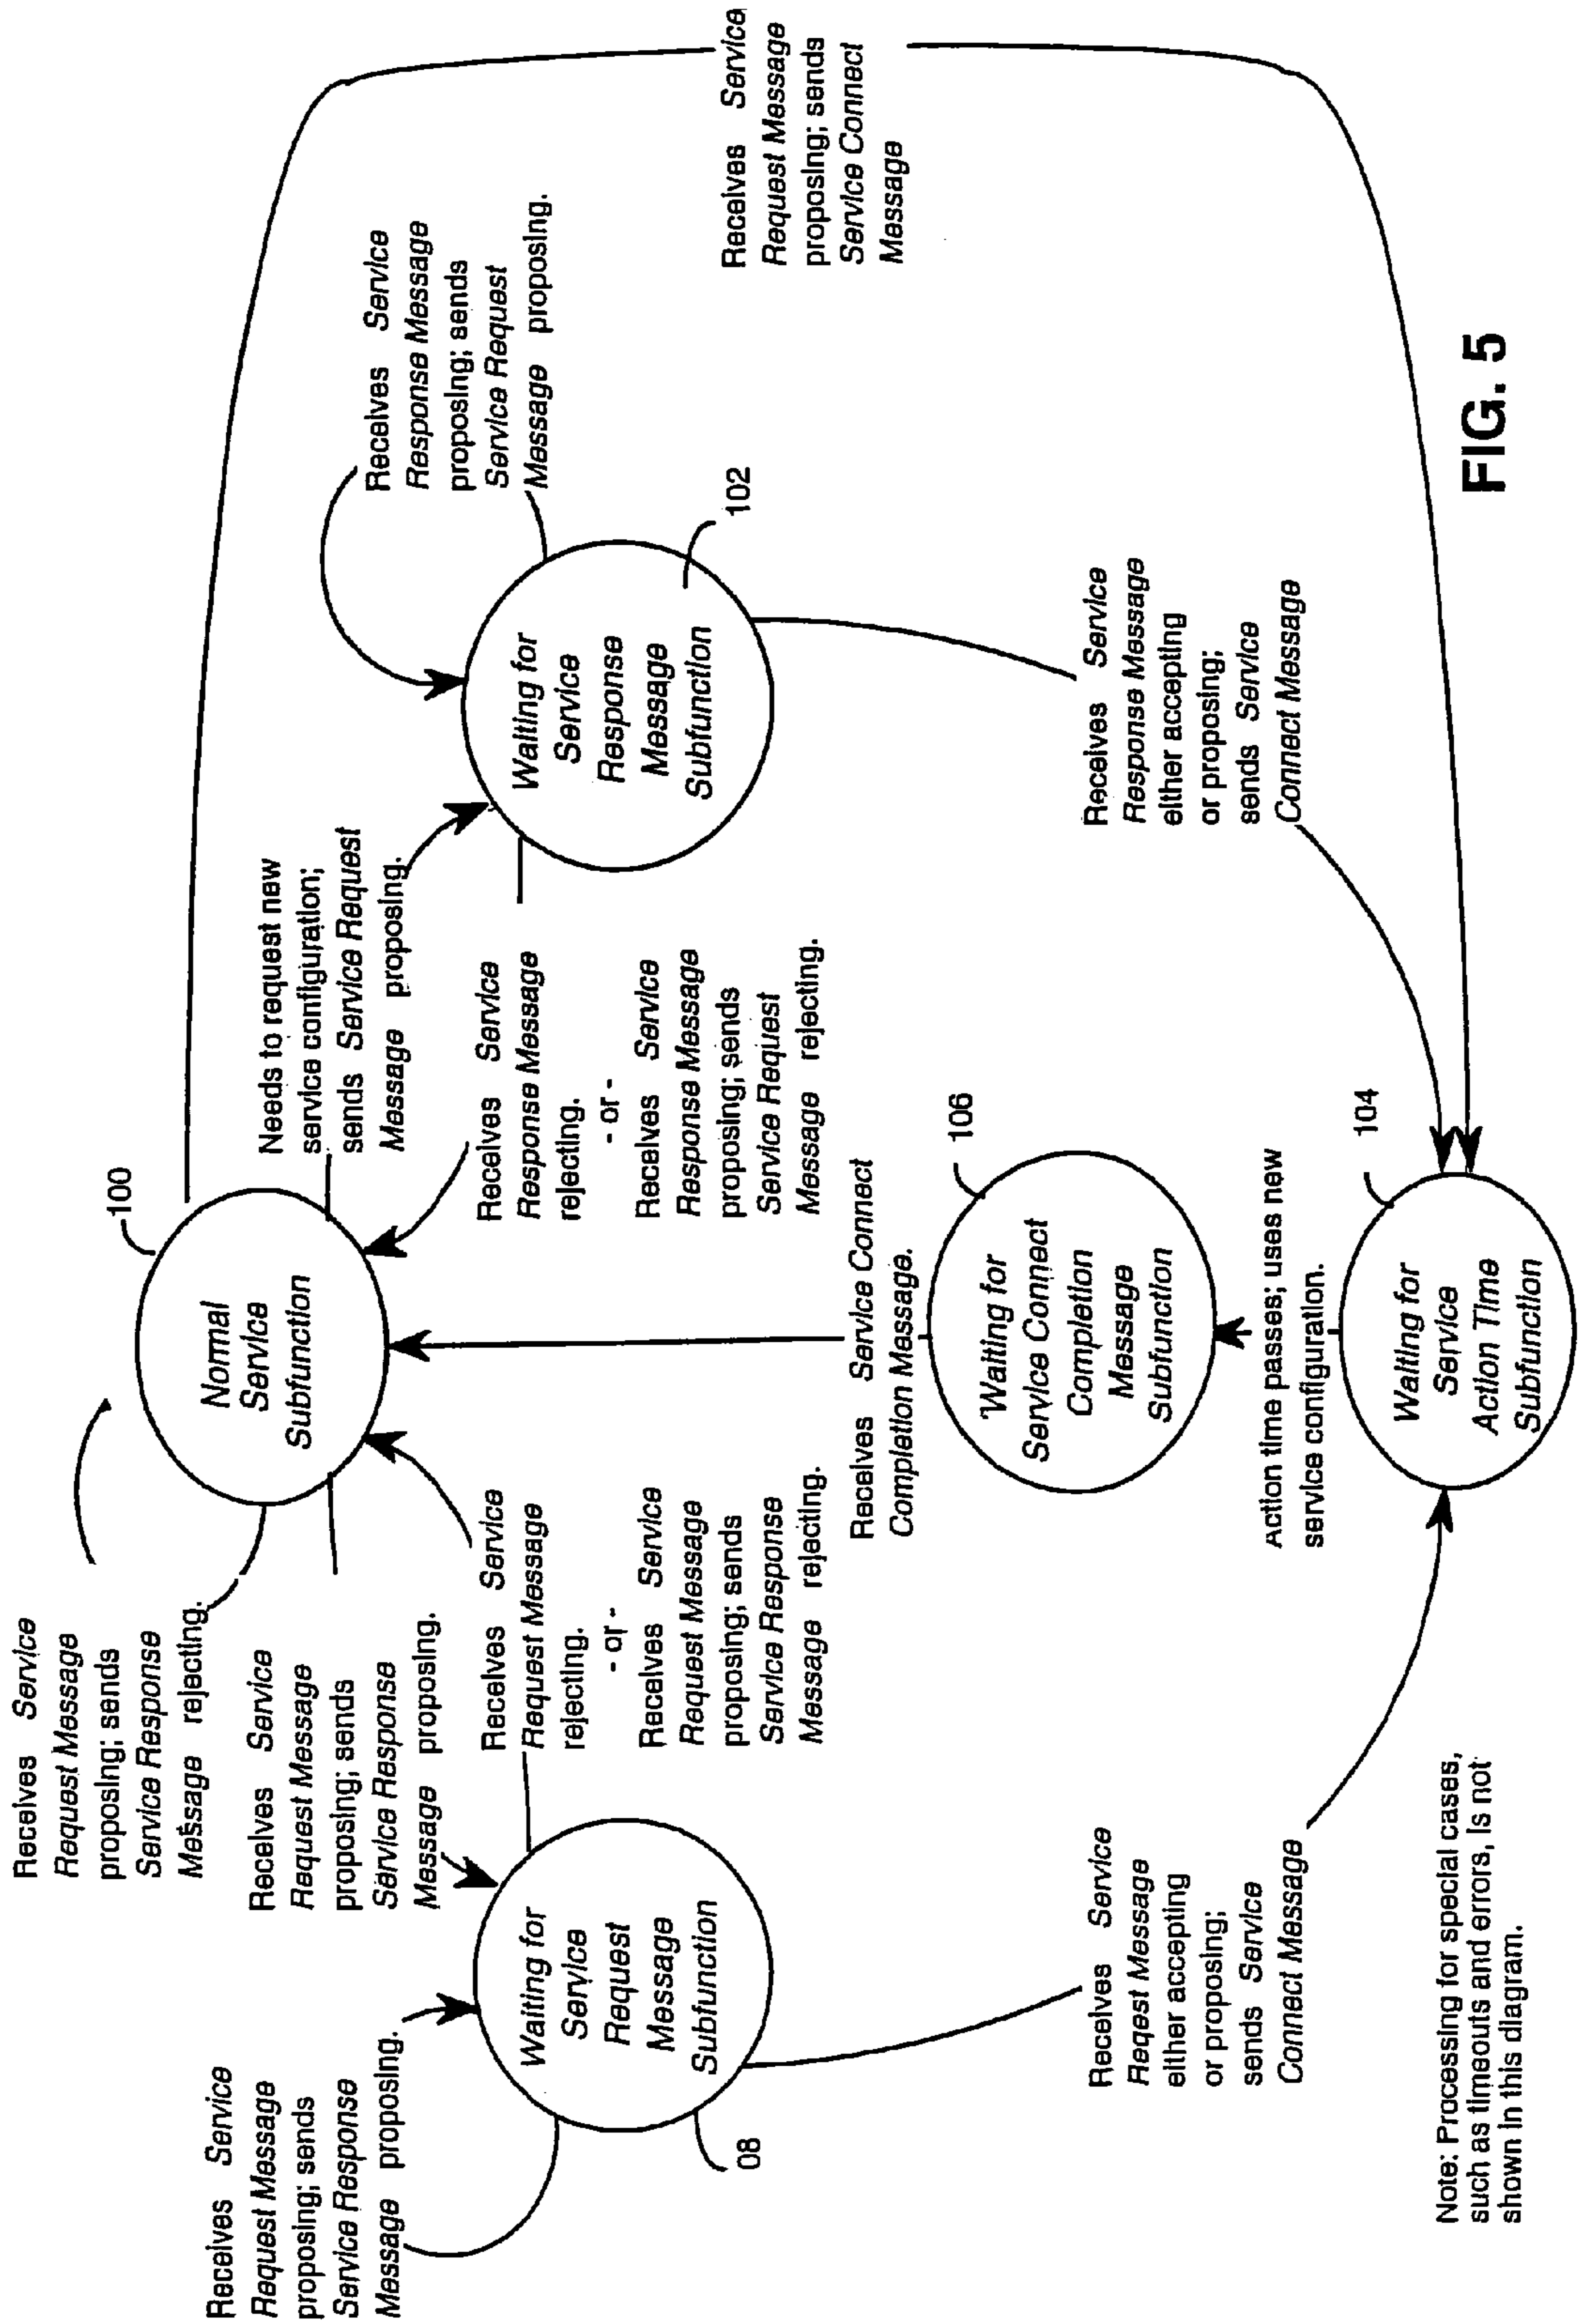 Receives Service
Request Message
proposing; sends
Service Response
Message rejecting.
100
Normal
Service
Subfunction
Receives Service
Request Message
proposing; sends
Service Response
Message proposing.
Receives Service
Request Message
proposing; sends
Service Response
Message proposing.
Needs to request new
service configuration;
sends Service Request
Message proposing.
Receives Service
Response Message
proposing; sends
Service Request
Message proposing.
Receives Service
Request Message
proposing; sends
Service Connect
Message
Waiting for
Service
Request
Message
Subfunction
08
Receives Service
Request Message
rejecting.
- or -
Receives Service
Request Message
proposing; sends
Service Response
Message rejecting.
Receives Service
Response Message
rejecting.
- or -
Receives Service
Response Message
proposing; sends
Service Request
Message rejecting.
Waiting for
Service
Response
Message
Subfunction
102
Receives Service Connect
Completion Message.
106
Waiting for
Service Connect
Completion
Message
Subfunction
Receives Service
Reqest Message
either accepting
or proposing;
sends Service
Connect Message
Receives Service
Response Message
either accepting
or proposing;
sends Service
Connect Message
Action time passes; uses new
service configuration.
104
Waiting for
Service
Action Time
Subfunction
Note: Processing for special cases,
such as timeouts and errors, is not
shown in this diagram.
FIG. 5